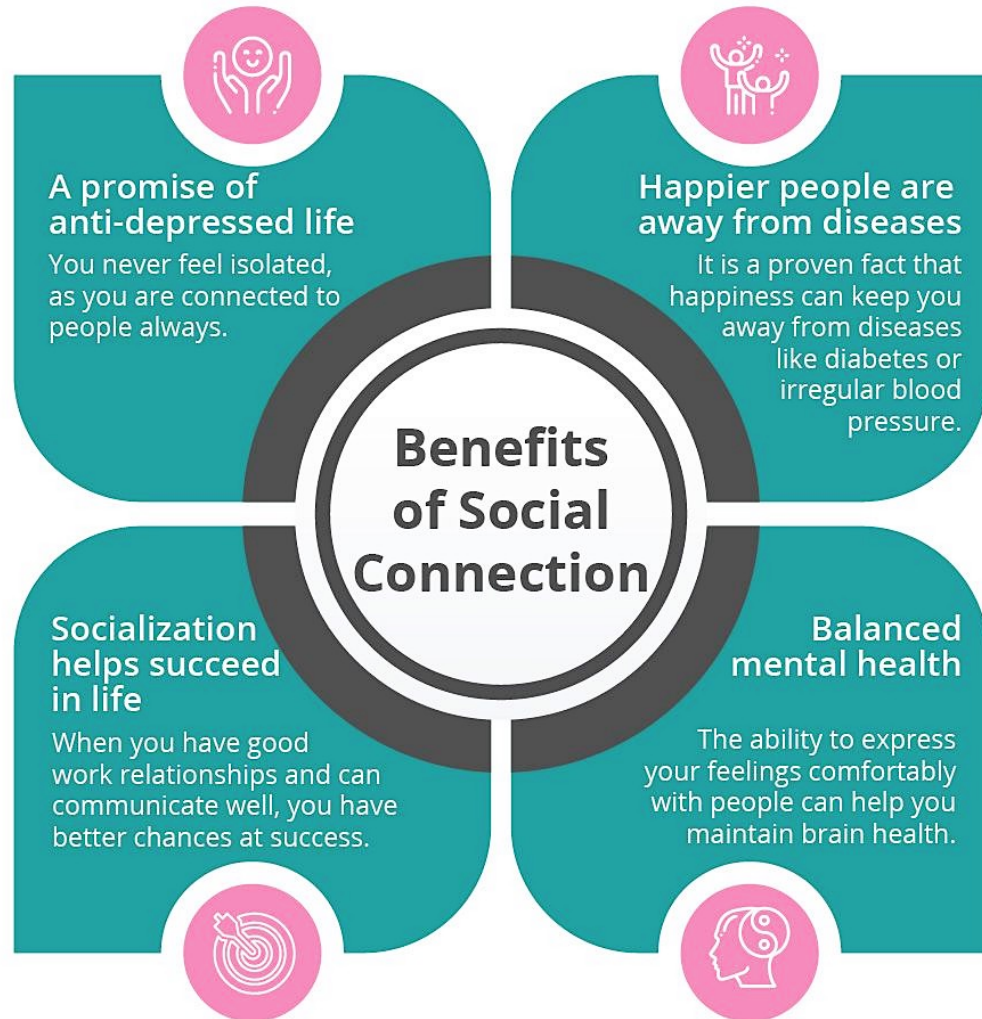 A promise of
anti-depressed life
You never feel isolated,
as you are connected to
people always.
Happier people are
away from diseases
It is a proven fact that
happiness can keep you
away from diseases
like diabetes or
irregular blood
pressure.
Benefits
of Social
Connection
Socialization
helps succeed
in life
When you have good
work relationships and can
communicate well, you have
better chances at success.
Balanced
mental health
The ability to express
your feelings comfortably
with people can help you
maintain brain health.